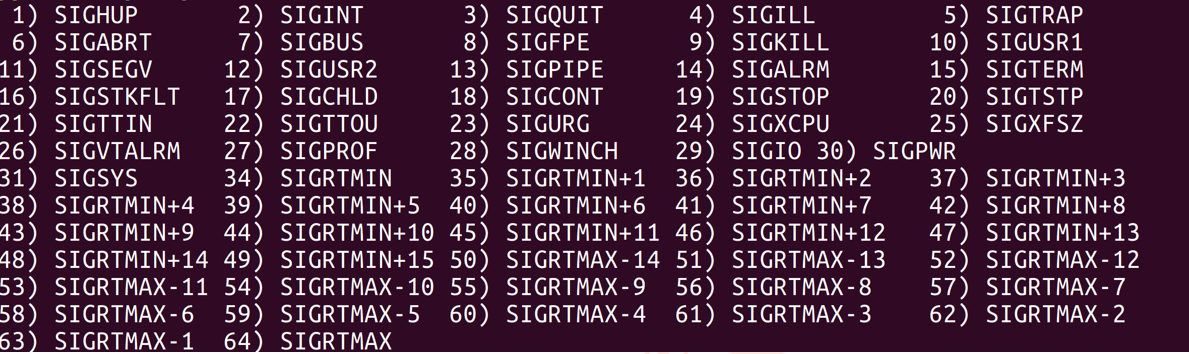 1) SIGHUP 2) SIGINT 3) SIGQUIT 4) SIGILL 5) SIGTRAP
6) SIGABRT 7) SIGBUS 8) SIGFPE 9) SIGKILL 10) SIGUSR1
11) SIGSEGV 12) SIGUSR2 13) SIGPIPE 14) SIGALRM 15) SIGTERM
16) SIGSTKFLT 17) SIGCHLD 18) SIGCONT 19) SIGSTOP 20) SIGTSTP
21) SIGTTIN 22) SIGTTOU 23) SIGURG 24) SIGXCPU 25) SIGXFSZ
26) SIGVTALRM 27) SIGPROF 28) SIGWINCH 29) SIGIO 30) SIGPWR
31) SIGSYS 34) SIGRTMIN 35) SIGRTMIN+1 36) SIGRTMIN+2 37) SIGRTMIN+3
38) SIGRTMIN+4 39) SIGRTMIN+5 40) SIGRTMIN+6 41) SIGRTMIN+7 42) SIGRTMIN+8
43) SIGRTMIN+9 44) SIGRTMIN+10 45) SIGRTMIN+11 46) SIGRTMIN+12 47) SIGRTMIN+13
48) SIGRTMIN+14 49) SIGRTMIN+15 50) SIGRTMAX-14 51) SIGRTMAX-13 52) SIGRTMAX-12
53) SIGRTMAX-11 54) SIGRTMAX-10 55) SIGRTMAX-9 56) SIGRTMAX-8 57) SIGRTMAX-7
58) SIGRTMAX-6 59) SIGRTMAX-5 60) SIGRTMAX-4 61) SIGRTMAX-3 62) SIGRTMAX-2
63) SIGRTMAX-1 64) SIGRTMAX